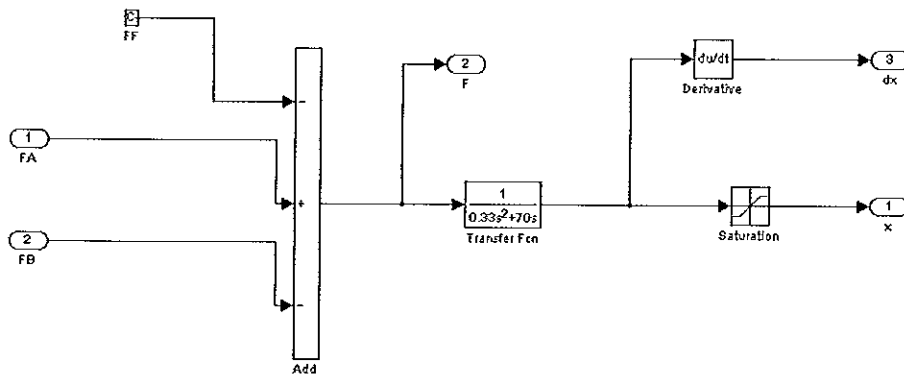 C
FF
-
1
FA
+
2
FB
-
Add
2
F
1
0.33s²+70s
Transfer Fcn
du/dt
Derivative
3
dx
Saturation
1
x